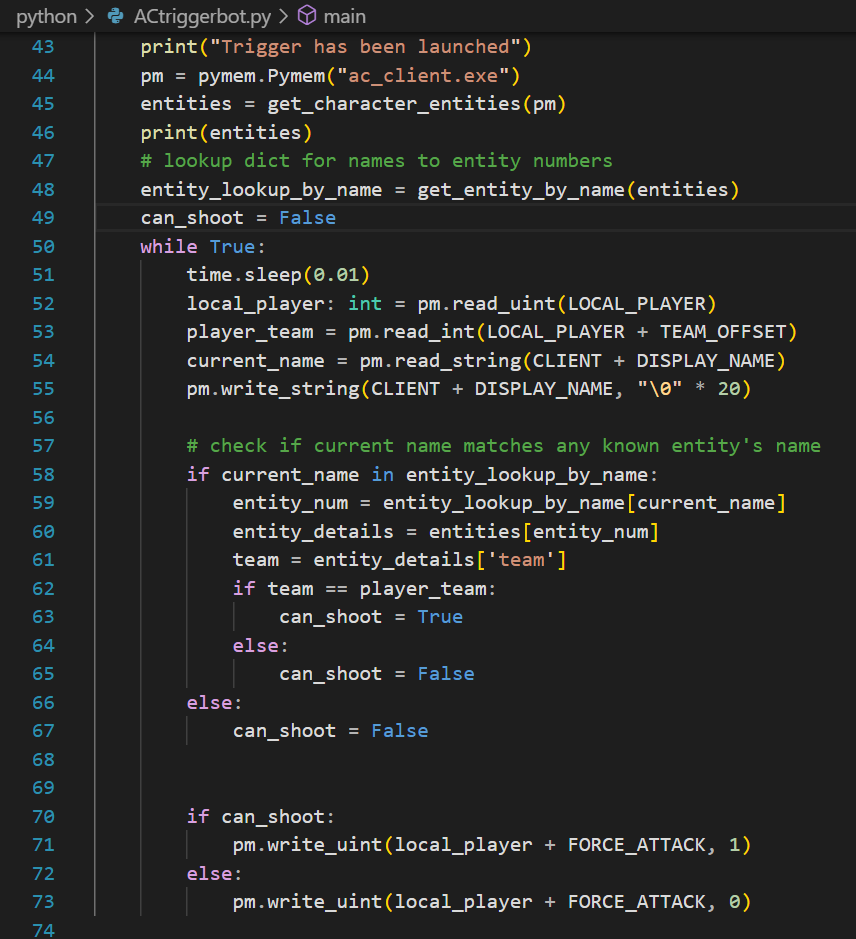 python > ACtriggerbot.py > main
43 print("Trigger has been launched")
44 pm = pymem.Pymem("ac_client.exe")
45 entities = get_character_entities(pm)
46 print(entities)
47 # lookup dict for names to entity numbers
48 entity_lookup_by_name = get_entity_by_name(entities)
49 can_shoot = False
50 while True:
51 time.sleep(0.01)
52 local_player: int = pm.read_uint(LOCAL_PLAYER)
53 player_team = pm.read_int(LOCAL_PLAYER + TEAM_OFFSET)
54 current_name = pm.read_string(CLIENT + DISPLAY_NAME)
55 pm.write_string(CLIENT + DISPLAY_NAME, "\0" * 20)
56
57 # check if current name matches any known entity's name
58 if current_name in entity_lookup_by_name:
59 entity_num = entity_lookup_by_name[current_name]
60 entity_details = entities[entity_num]
61 team = entity_details['team']
62 if team == player_team:
63 can_shoot = True
64 else:
65 can_shoot = False
66 else:
67 can_shoot = False
68
69
70 if can_shoot:
71 pm.write_uint(local_player + FORCE_ATTACK, 1)
72 else:
73 pm.write_uint(local_player + FORCE_ATTACK, 0)
74